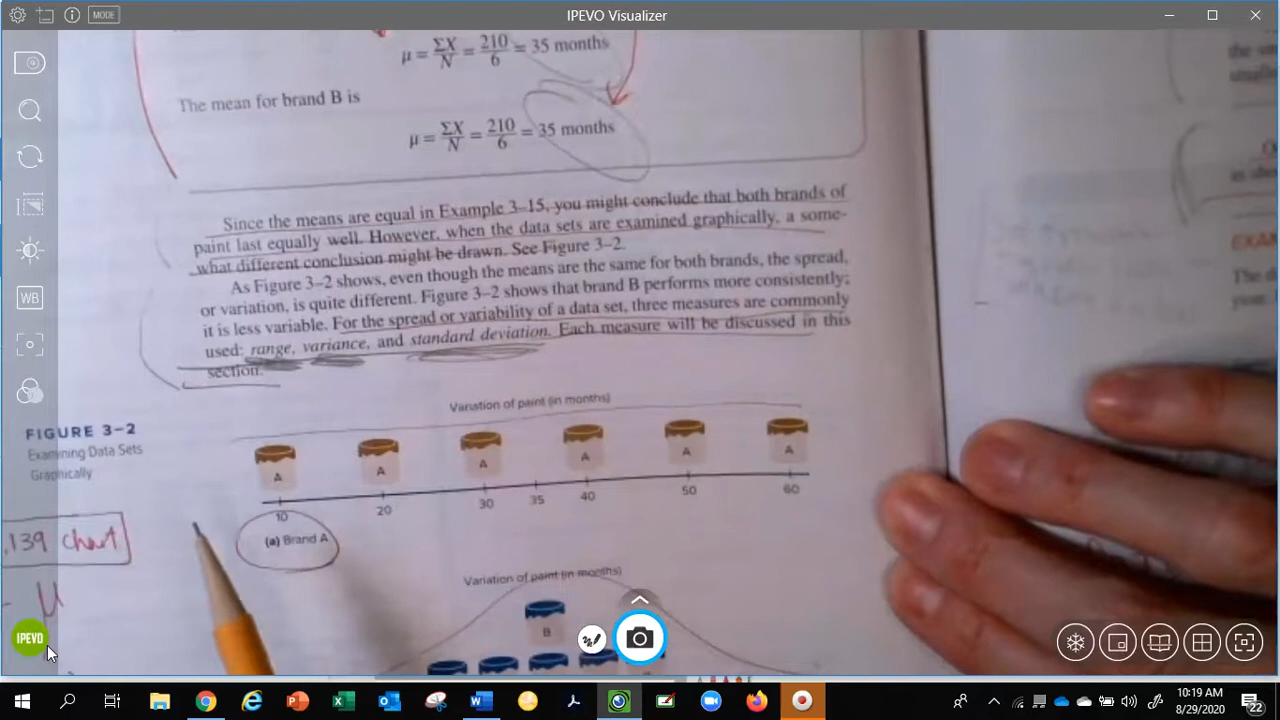 IPEVO Visualizer
MODE
μ = ΣX/N = 210/6 = 35 months
The mean for brand B is
μ = ΣX/N = 210/6 = 35 months
Since the means are equal in Example 3–15, you might conclude that both brands of
paint last equally well. However, when the data sets are examined graphically, a some-
what different conclusion might be drawn. See Figure 3–2.
As Figure 3–2 shows, even though the means are the same for both brands, the spread,
or variation, is quite different. Figure 3–2 shows that brand B performs more consistently;
it is less variable. For the spread or variability of a data set, three measures are commonly
used: range, variance, and standard deviation. Each measure will be discussed in this
section.
FIGURE 3–2
Examining Data Sets
Graphically
Variation of paint (in months)
A A A A A A
10 20 30 35 40 50 60
(a) Brand A
139 chart
μ
Variation of paint (in months)
B
WB
IPEVO
EXA
The d
year.
10:19 AM
8/29/2020
22